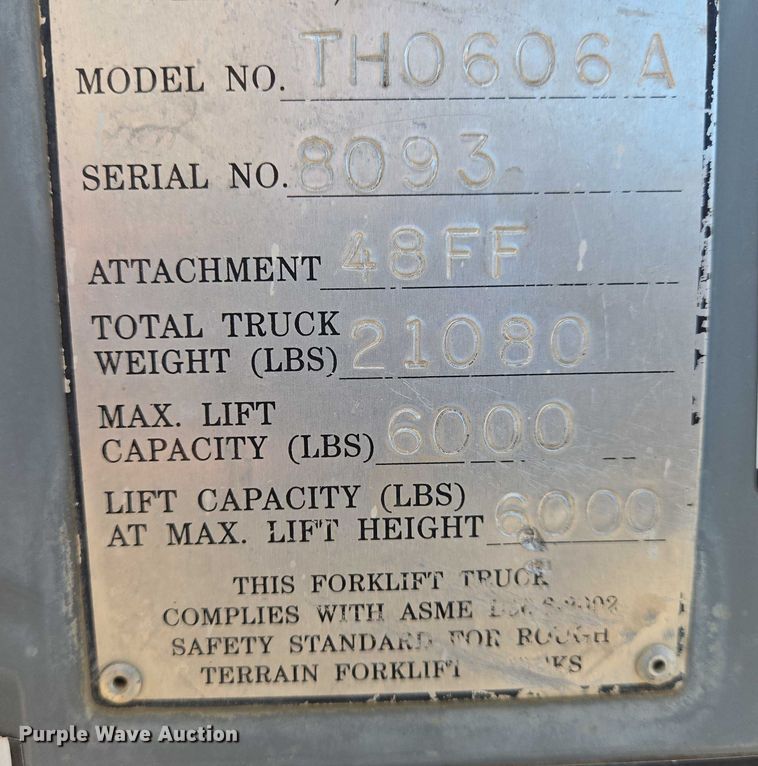 MODEL NO. TH0606A
SERIAL NO. 8093
ATTACHMENT 48FF
TOTAL TRUCK
WEIGHT (LBS) 21080
MAX. LIFT
CAPACITY (LBS) 6000
LIFT CAPACITY (LBS)
AT MAX. LIFT HEIGHT 6000
THIS FORKLIFT TRUCK
COMPLIES WITH ASME
SAFETY STANDARD FOR ROUGH
TERRAIN FORKLIFT
Purple Wave Auction